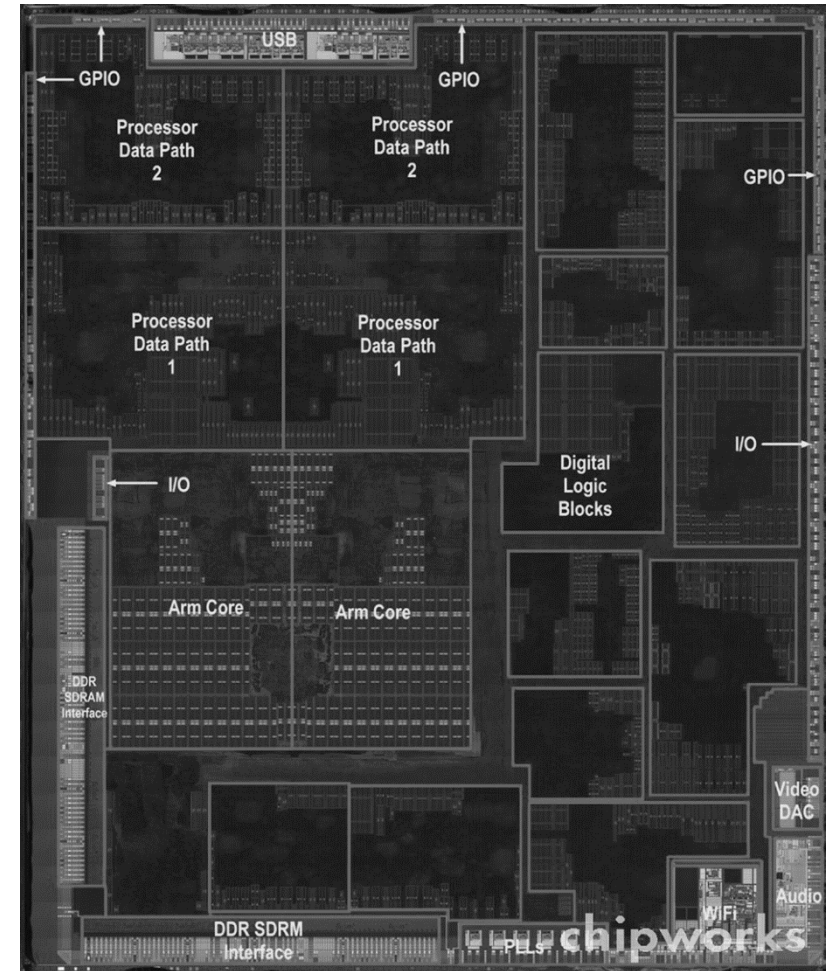 USB
GPIO
GPIO
Processor
Data Path
2
Processor
Data Path
2
GPIO
Processor
Data Path
1
Processor
Data Path
1
I/O
I/O
Digital
Logic
Blocks
Arm Core
Arm Core
DDR
SDRAM
Interface
Video
DAC
Audio
WiFi
DDR SDRM
Interface
PLLs
chipworks